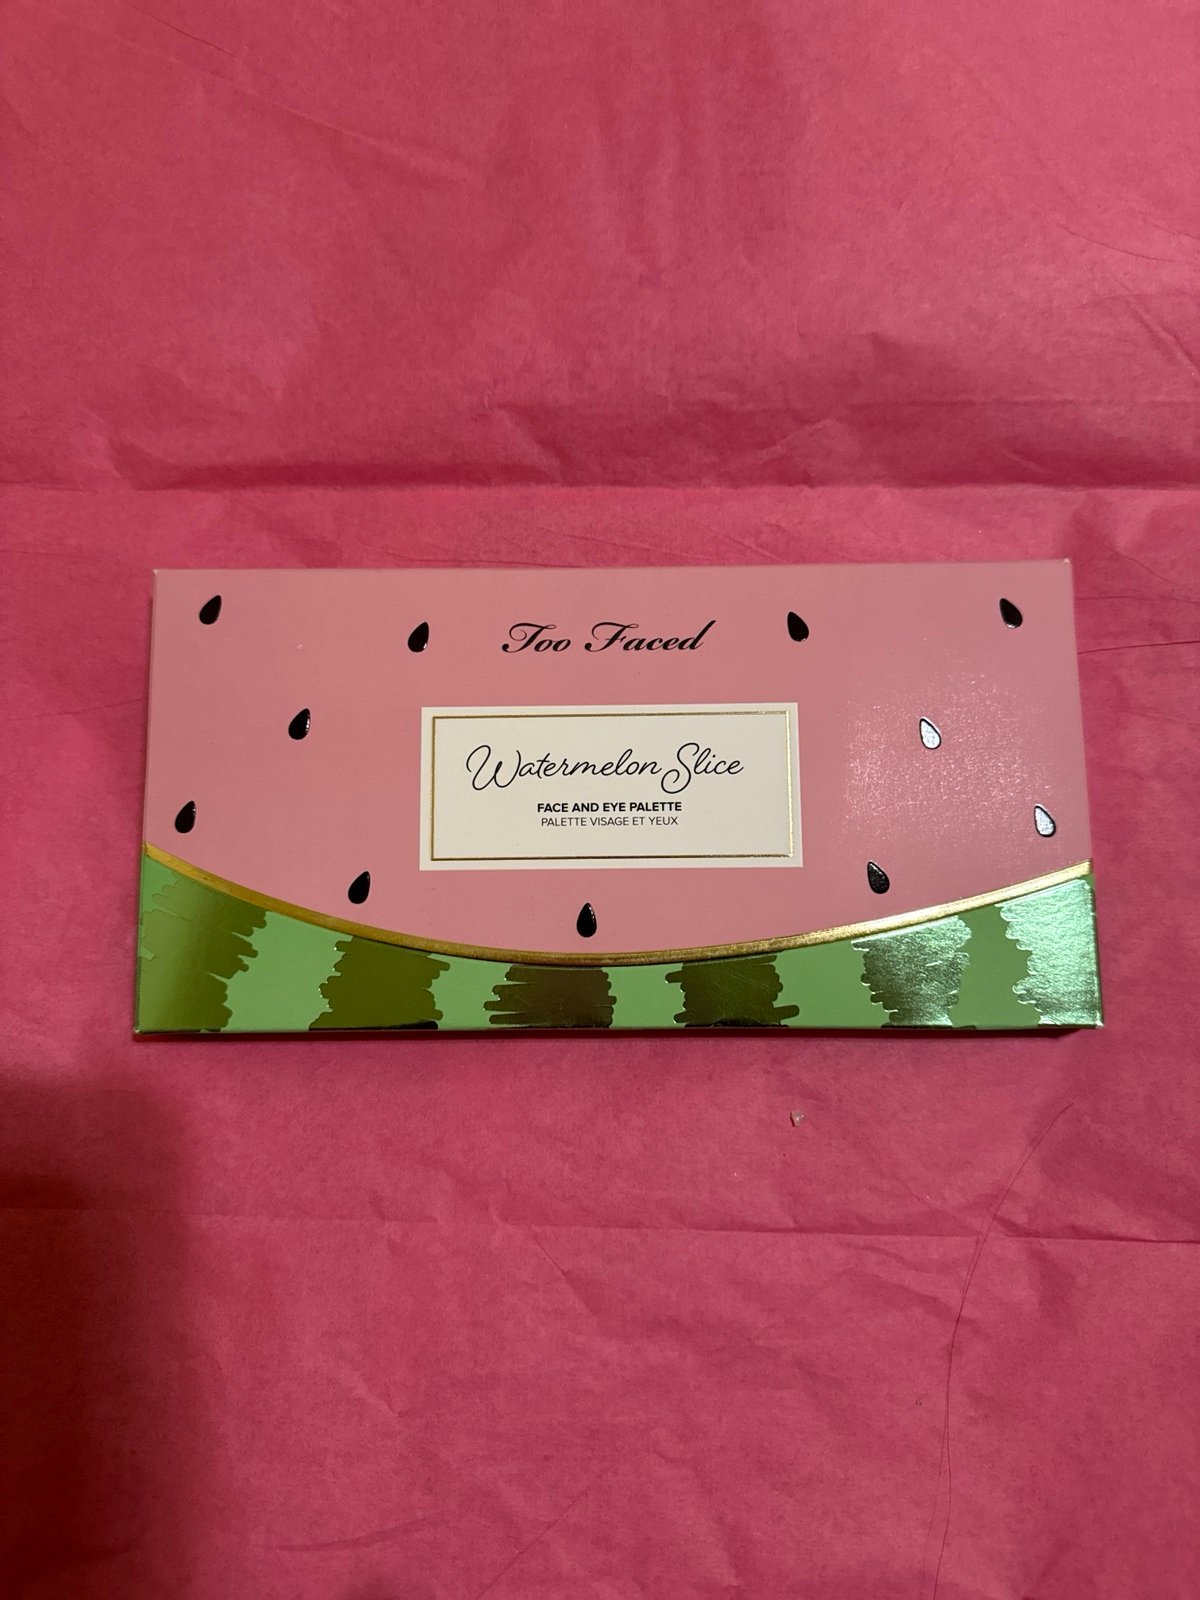 Too Faced
Watermelon Slice
FACE AND EYE PALETTE
PALETTE VISAGE ET YEUX